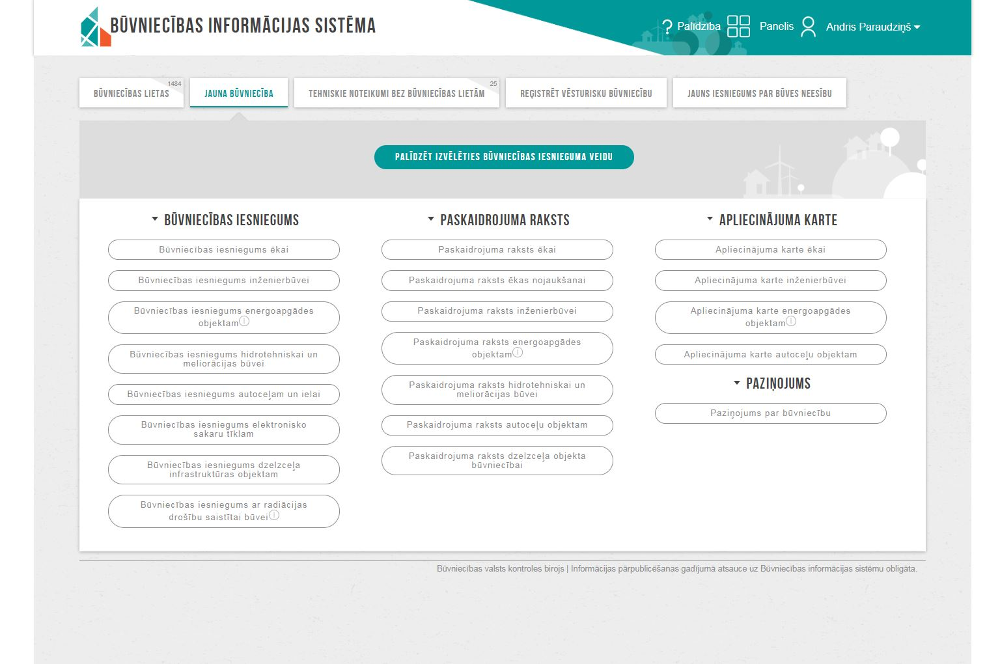 BŪVNIECĪBAS INFORMĀCIJAS SISTĒMA
Palīdzība
Panelis
Andris Paraudziņš
BŪVNIECĪBAS LIETAS
1484
JAUNA BŪVNIECĪBA
TEHNISKIE NOTEIKUMI BEZ BŪVNIECĪBAS LIETĀM
25
REĢISTRĒT VĒSTURISKU BŪVNIECĪBU
JAUNS IESNIEGUMS PAR BŪVES NEESĪBU
PALĪDZĒT IZVĒLĒTIES BŪVNIECĪBAS IESNIEGUMA VEIDU
BŪVNIECĪBAS IESNIEGUMS
Būvniecības iesniegums ēkai
Būvniecības iesniegums inženierbūvei
Būvniecības iesniegums energoapgādes
objektam
Būvniecības iesniegums hidrotehniskai un
meliorācijas būvei
Būvniecības iesniegums autoceļam un ielai
Būvniecības iesniegums elektronisko
sakaru tīklam
Būvniecības iesniegums dzelzceļa
infrastruktūras objektam
Būvniecības iesniegums ar radiācijas
drošību saistītai būvei
PASKAIDROJUMA RAKSTS
Paskaidrojuma raksts ēkai
Paskaidrojuma raksts ēkas nojaukšanai
Paskaidrojuma raksts inženierbūvei
Paskaidrojuma raksts energoapgādes
objektam
Paskaidrojuma raksts hidrotehniskai un
meliorācijas būvei
Paskaidrojuma raksts autoceļu objektam
Paskaidrojuma raksts dzelzceļa objekta
būvniecībai
APLIECINĀJUMA KARTE
Apliecinājuma karte ēkai
Apliecinājuma karte inženierbūvei
Apliecinājuma karte energoapgādes
objektam
Apliecinājuma karte autoceļu objektam
PAZIŅOJUMS
Paziņojums par būvniecību
Būvniecības valsts kontroles birojs | Informācijas pārpublicēšanas gadījumā atsauce uz Būvniecības informācijas sistēmu obligāta.